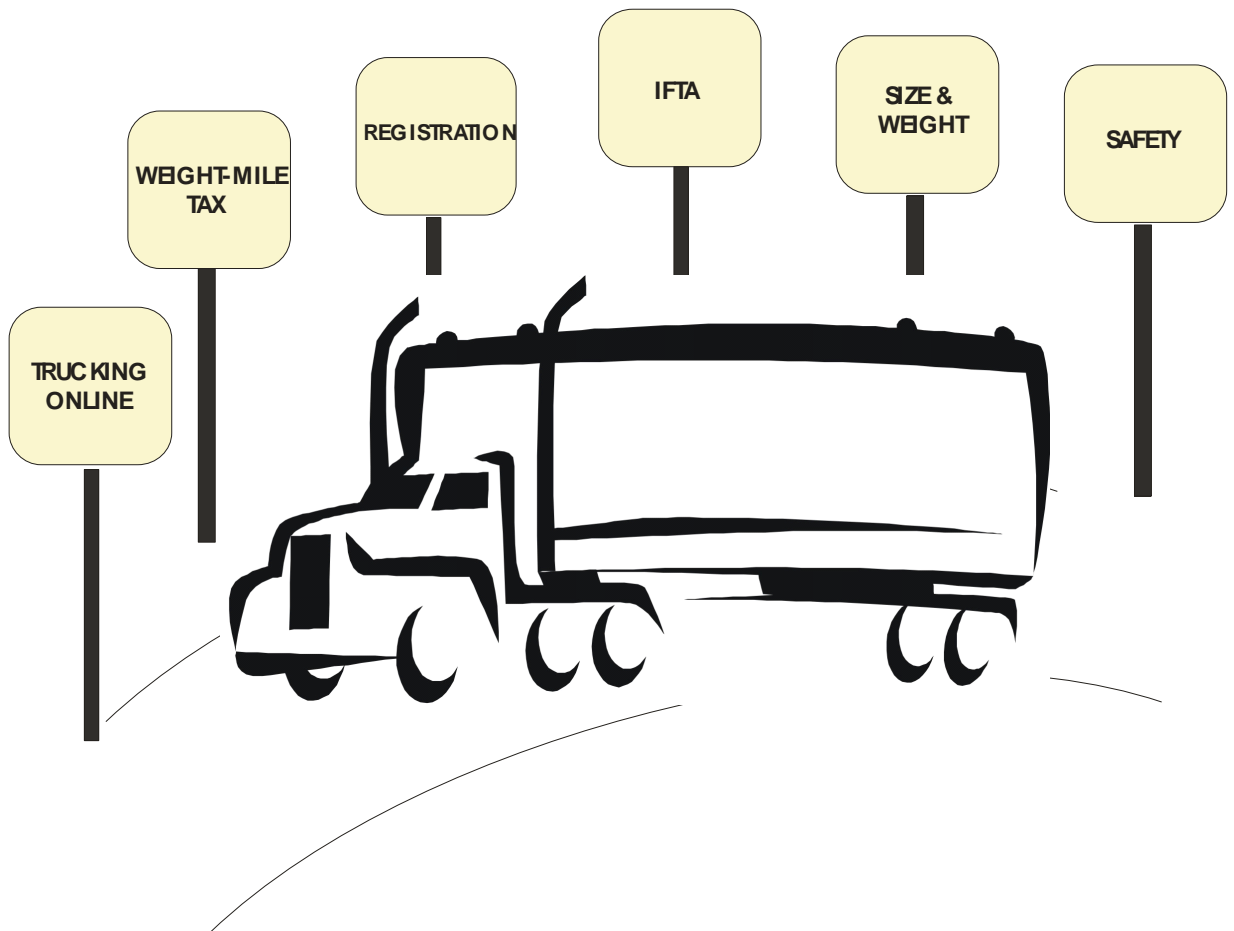 TRUCKING
ONLINE
WEIGHT-MILE
TAX
REGISTRATION
IFTA
SIZE &
WEIGHT
SAFETY